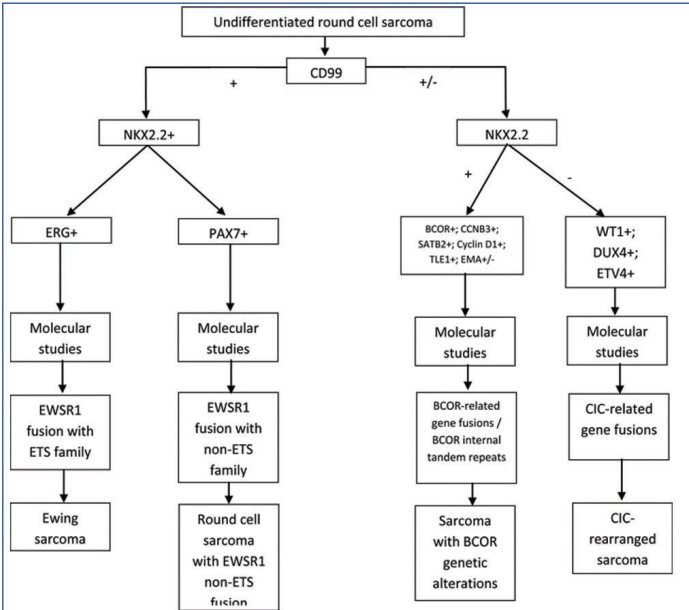 Undifferentiated round cell sarcoma
CD99
+
+/-
NKX2.2+
NKX2.2
+
-
ERG+
PAX7+
BCOR+; CCNB3+;
SATB2+; Cyclin D1+;
TLE1+; EMA+/-
WT1+;
DUX4+;
ETV4+
Molecular
studies
Molecular
studies
Molecular
studies
Molecular
studies
EWSR1
fusion with
ETS family
EWSR1
fusion with
non-ETS
family
BCOR-related
gene fusions /
BCOR internal
tandem repeats
CIC-related
gene fusions
Ewing
sarcoma
Round cell
sarcoma
with EWSR1
non-ETS
fusion
Sarcoma
with BCOR
genetic
alterations
CIC-
rearranged
sarcoma